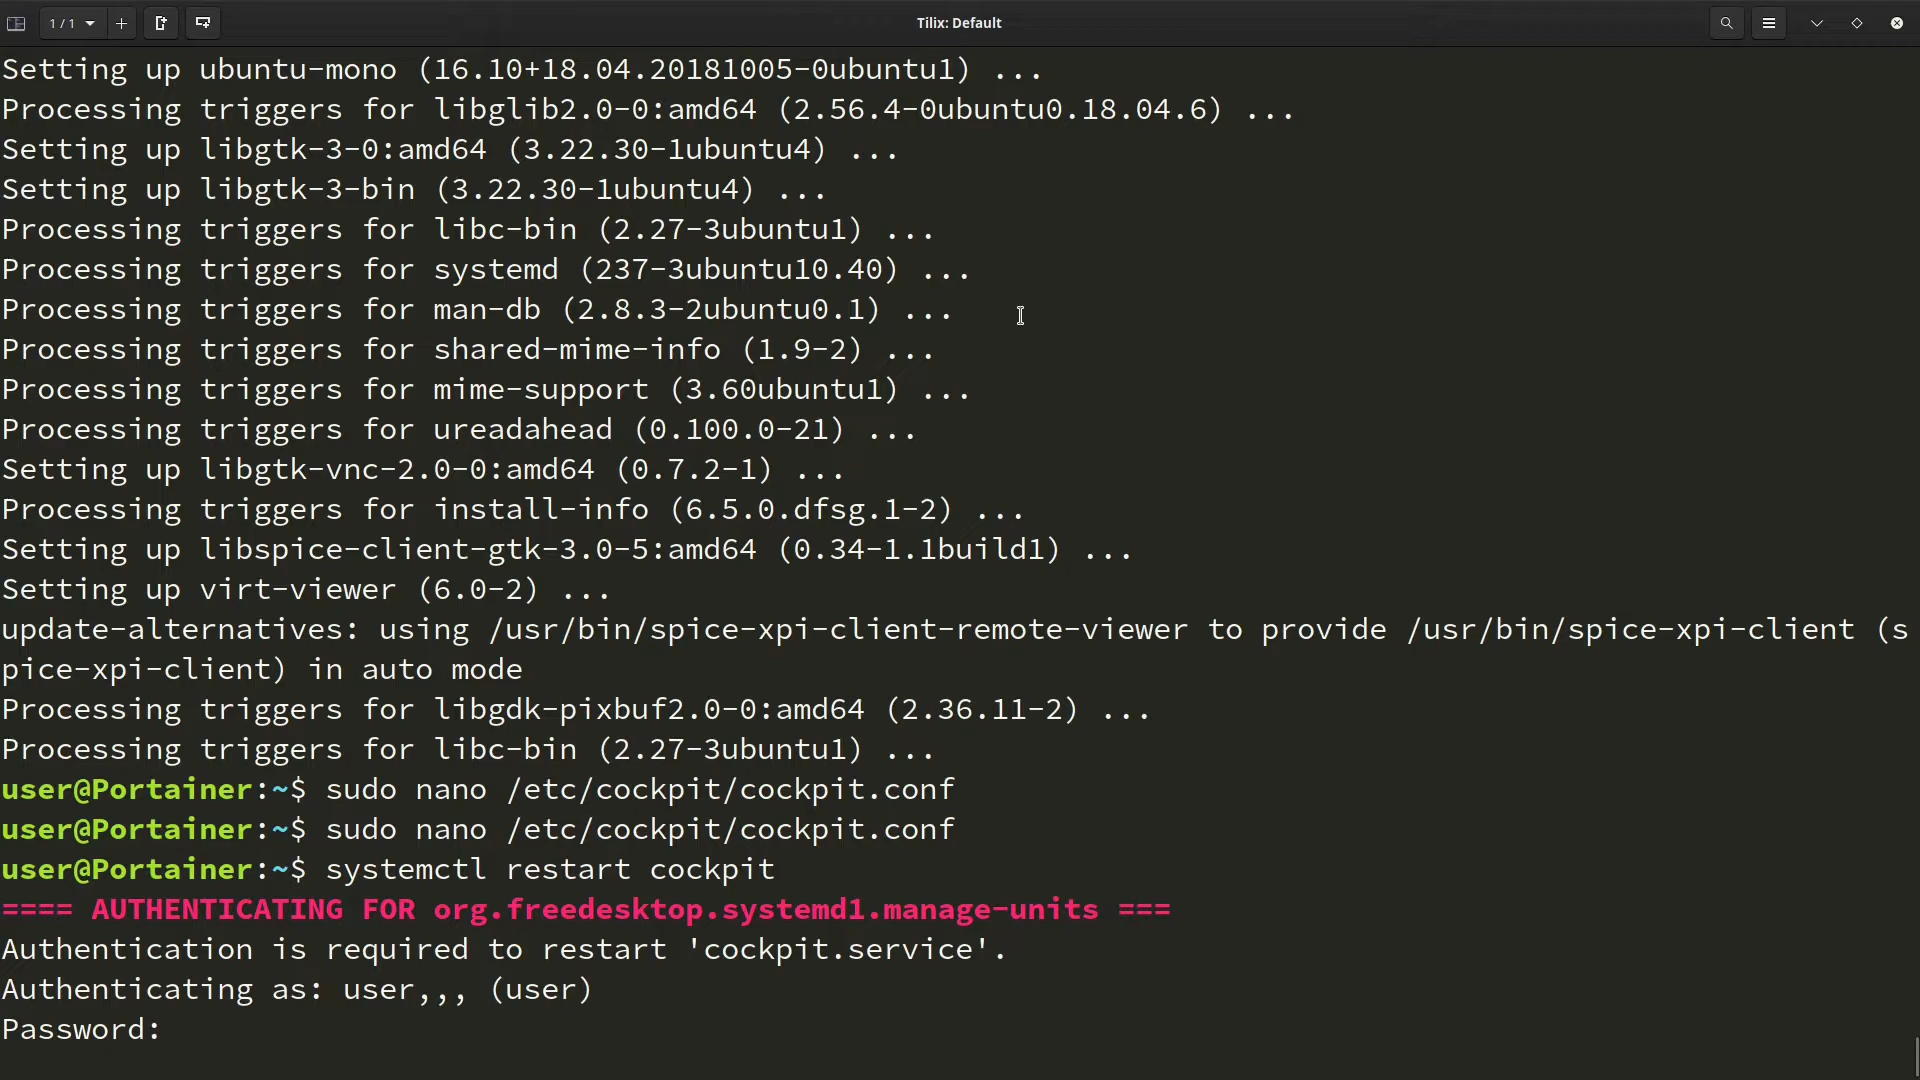 1 / 1
Tilix: Default
Setting up ubuntu-mono (16.10+18.04.20181005-0ubuntu1) ...
Processing triggers for libglib2.0-0:amd64 (2.56.4-0ubuntu0.18.04.6) ...
Setting up libgtk-3-0:amd64 (3.22.30-1ubuntu4) ...
Setting up libgtk-3-bin (3.22.30-1ubuntu4) ...
Processing triggers for libc-bin (2.27-3ubuntu1) ...
Processing triggers for systemd (237-3ubuntu10.40) ...
Processing triggers for man-db (2.8.3-2ubuntu0.1) ...
Processing triggers for shared-mime-info (1.9-2) ...
Processing triggers for mime-support (3.60ubuntu1) ...
Processing triggers for ureadahead (0.100.0-21) ...
Setting up libgtk-vnc-2.0-0:amd64 (0.7.2-1) ...
Processing triggers for install-info (6.5.0.dfsg.1-2) ...
Setting up libspice-client-gtk-3.0-5:amd64 (0.34-1.1build1) ...
Setting up virt-viewer (6.0-2) ...
update-alternatives: using /usr/bin/spice-xpi-client-remote-viewer to provide /usr/bin/spice-xpi-client (s
pice-xpi-client) in auto mode
Processing triggers for libgdk-pixbuf2.0-0:amd64 (2.36.11-2) ...
Processing triggers for libc-bin (2.27-3ubuntu1) ...
user@Portainer:~$ sudo nano /etc/cockpit/cockpit.conf
user@Portainer:~$ sudo nano /etc/cockpit/cockpit.conf
user@Portainer:~$ systemctl restart cockpit
==== AUTHENTICATING FOR org.freedesktop.systemd1.manage-units ===
Authentication is required to restart 'cockpit.service'.
Authenticating as: user,,, (user)
Password: